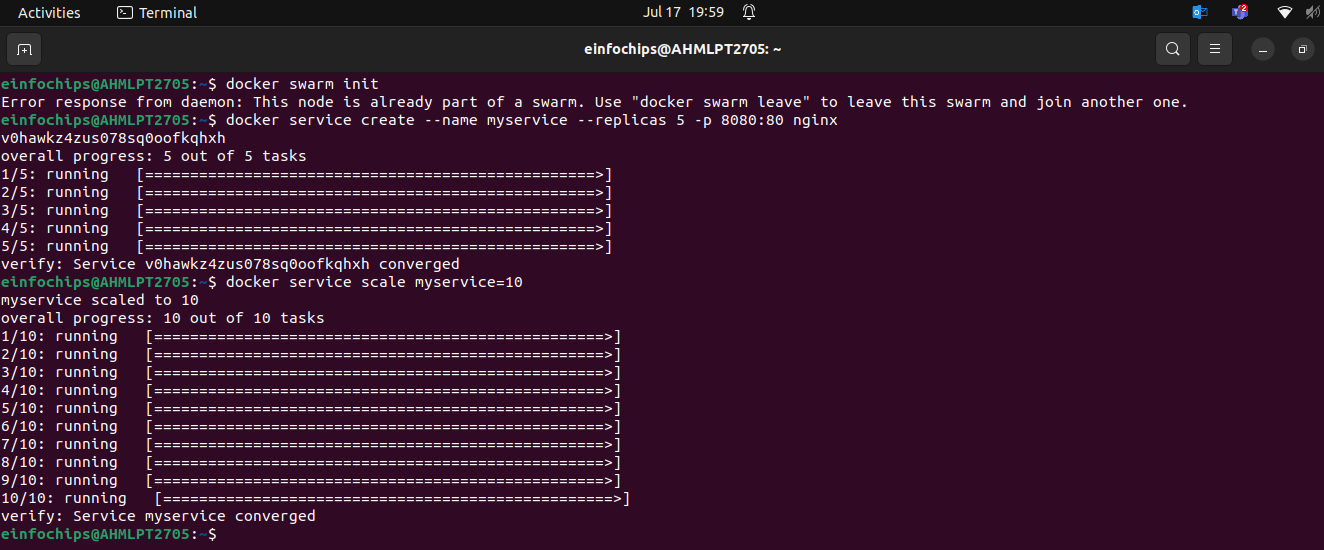 Activities
Terminal
Jul 17 19:59
2
einfochips@AHMLPT2705: ~
einfochips@AHMLPT2705:~$ docker swarm init
Error response from daemon: This node is already part of a swarm. Use "docker swarm leave" to leave this swarm and join another one.
einfochips@AHMLPT2705:~$ docker service create --name myservice --replicas 5 -p 8080:80 nginx
v0hawkz4zus078sq0oofkqhxh
overall progress: 5 out of 5 tasks
1/5: running   [==================================================>]
2/5: running   [==================================================>]
3/5: running   [==================================================>]
4/5: running   [==================================================>]
5/5: running   [==================================================>]
verify: Service v0hawkz4zus078sq0oofkqhxh converged
einfochips@AHMLPT2705:~$ docker service scale myservice=10
myservice scaled to 10
overall progress: 10 out of 10 tasks
1/10: running   [==================================================>]
2/10: running   [==================================================>]
3/10: running   [==================================================>]
4/10: running   [==================================================>]
5/10: running   [==================================================>]
6/10: running   [==================================================>]
7/10: running   [==================================================>]
8/10: running   [==================================================>]
9/10: running   [==================================================>]
10/10: running   [==================================================>]
verify: Service myservice converged
einfochips@AHMLPT2705:~$